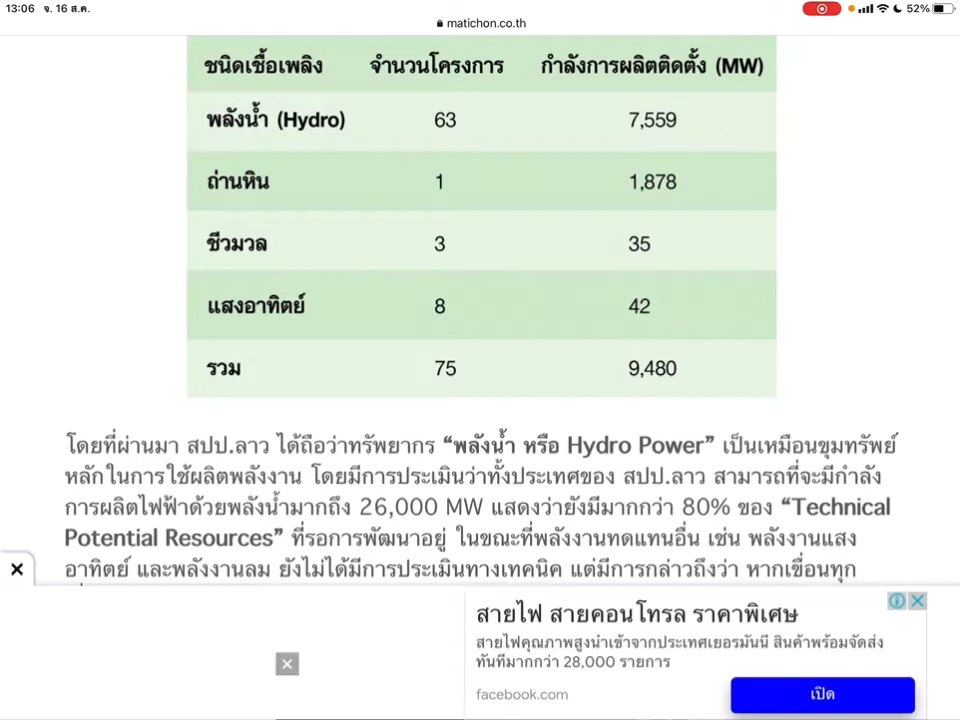 13:06 จ. 16 ส.ค.
52%
matichon.co.th
ชนิดเชื้อเพลิง จำนวนโครงการ กำลังการผลิตติดตั้ง (MW)
พลังน้ำ (Hydro) 63 7,559
ถ่านหิน 1 1,878
ชีวมวล 3 35
แสงอาทิตย์ 8 42
รวม 75 9,480
โดยที่ผ่านมา สปป.ลาว ได้ถือว่าทรัพยากร “พลังน้ำ หรือ Hydro Power” เป็นเหมือนขุมทรัพย์
หลักในการใช้ผลิตพลังงาน โดยมีการประเมินว่าทั้งประเทศของ สปป.ลาว สามารถที่จะมีกำลัง
การผลิตไฟฟ้าด้วยพลังน้ำมากถึง 26,000 MW แสดงว่ายังมีมากกว่า 80% ของ “Technical
Potential Resources” ที่รอการพัฒนาอยู่ ในขณะที่พลังงานทดแทนอื่น เช่น พลังงานแสง
อาทิตย์ และพลังงานลม ยังไม่ได้มีการประเมินทางเทคนิค แต่มีการกล่าวถึงว่า หากเขื่อนทุก
สายไฟ สายคอนโทรล ราคาพิเศษ
สายไฟคุณภาพสูงนำเข้าจากประเทศเยอรมันนี สินค้าพร้อมจัดส่ง
ทันทีมากกว่า 28,000 รายการ
facebook.com
เปิด